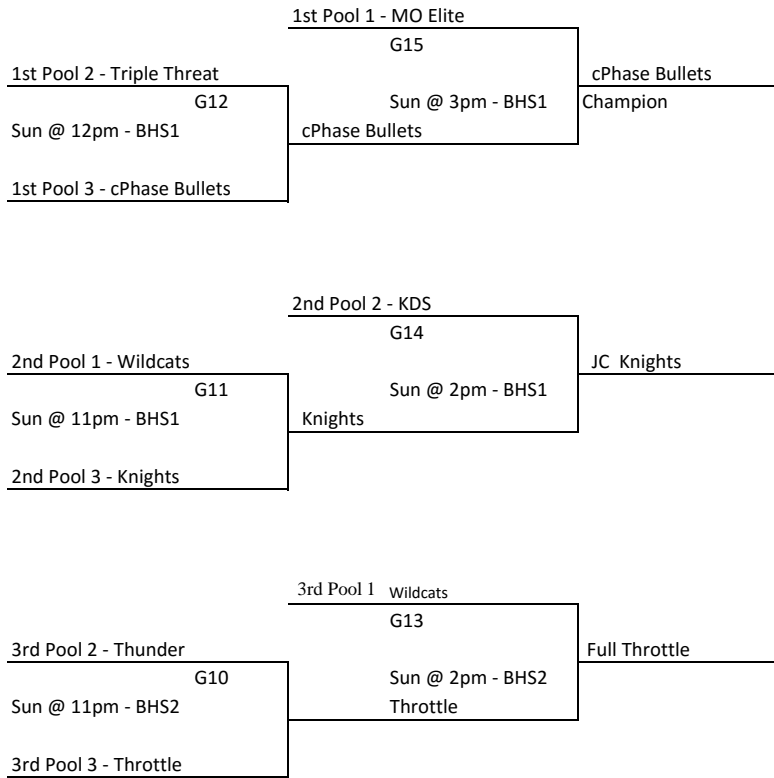 1st Pool 1 - MO Elite
G15
1st Pool 2 - Triple Threat
cPhase Bullets
G12
Sun @ 3pm - BHS1
Champion
Sun @ 12pm - BHS1
cPhase Bullets
1st Pool 3 - cPhase Bullets
2nd Pool 2 - KDS
G14
2nd Pool 1 - Wildcats
JC Knights
G11
Sun @ 2pm - BHS1
Sun @ 11pm - BHS1
Knights
2nd Pool 3 - Knights
3rd Pool 1 Wildcats
G13
3rd Pool 2 - Thunder
Full Throttle
G10
Sun @ 2pm - BHS2
Sun @ 11pm - BHS2
Throttle
3rd Pool 3 - Throttle